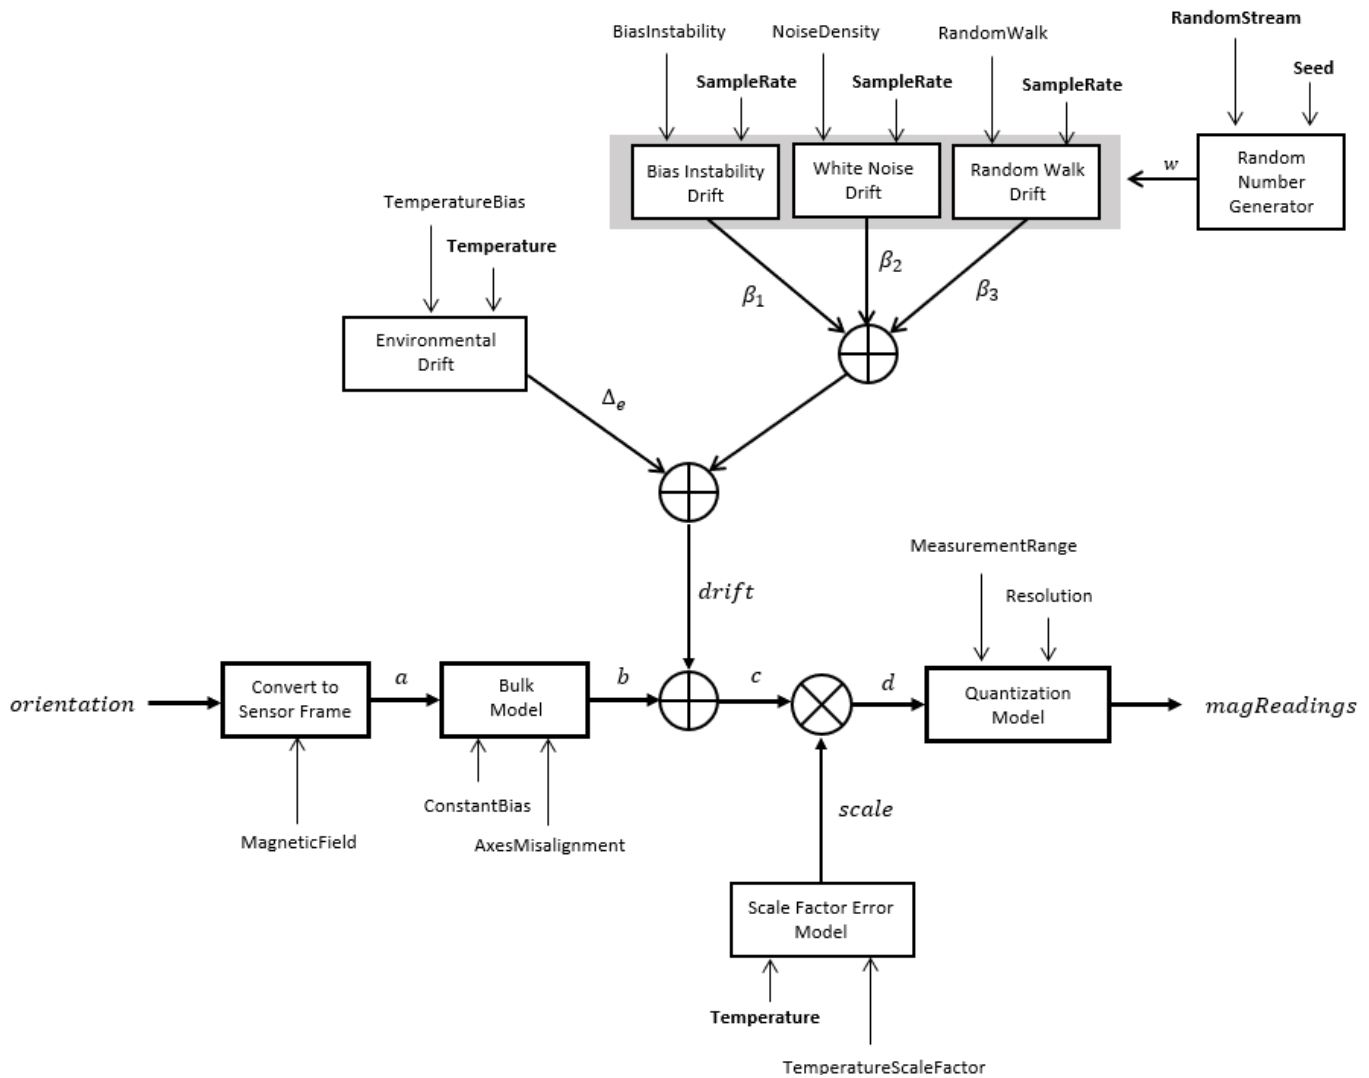 RandomStream
BiasInstability
NoiseDensity
RandomWalk
Seed
SampleRate
SampleRate
SampleRate
Bias Instability
Drift
White Noise
Drift
Random Walk
Drift
w
Random
Number
Generator
TemperatureBias
Temperature
β1
β2
β3
Environmental
Drift
Δe
MeasurementRange
drift
Resolution
orientation
Convert to
Sensor Frame
a
Bulk
Model
b
c
d
Quantization
Model
magReadings
ConstantBias
scale
MagneticField
AxesMisalignment
Scale Factor Error
Model
Temperature
TemperatureScaleFactor